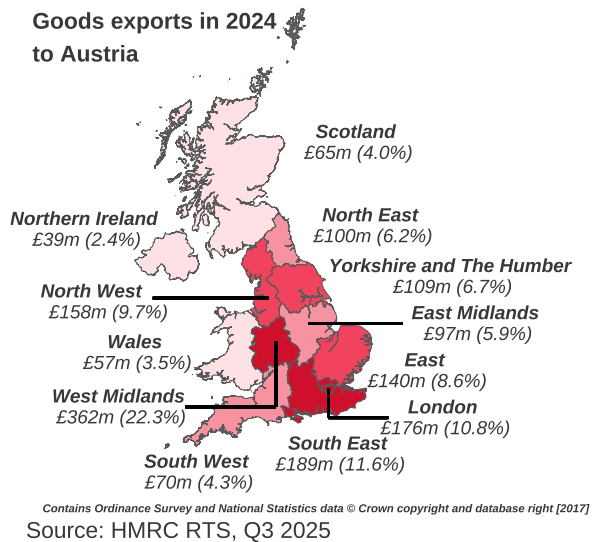 Goods exports in 2024
to Austria
Scotland
£65m (4.0%)
Northern Ireland
£39m (2.4%)
North East
£100m (6.2%)
Yorkshire and The Humber
£109m (6.7%)
North West
£158m (9.7%)
East Midlands
£97m (5.9%)
Wales
£57m (3.5%)
East
£140m (8.6%)
West Midlands
£362m (22.3%)
London
£176m (10.8%)
South East
£189m (11.6%)
South West
£70m (4.3%)
Contains Ordinance Survey and National Statistics data © Crown copyright and database right [2017]
Source: HMRC RTS, Q3 2025